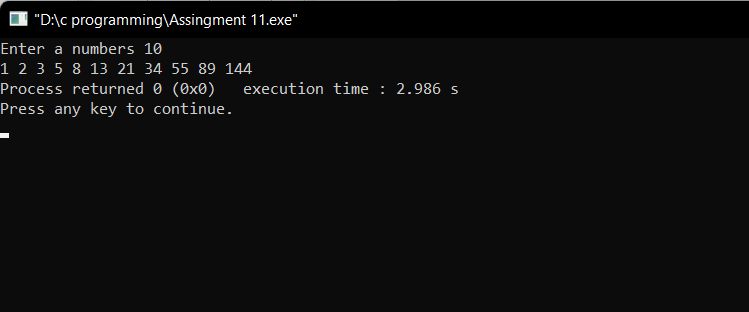 "D:\c programming\Assingment 11.exe"
Enter a numbers 10
1 2 3 5 8 13 21 34 55 89 144
Process returned 0 (0x0)   execution time : 2.986 s
Press any key to continue.